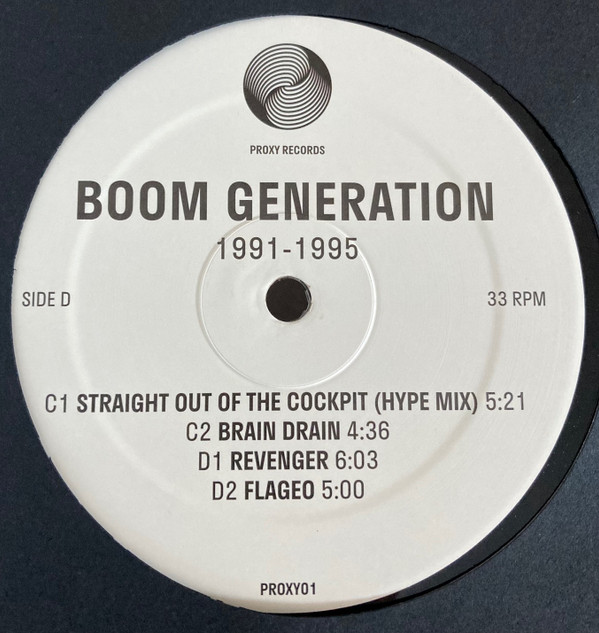 PROXY RECORDS
BOOM GENERATION
1991-1995
SIDE D
33 RPM
C1 STRAIGHT OUT OF THE COCKPIT (HYPE MIX) 5:21
C2 BRAIN DRAIN 4:36
D1 REVENGER 6:03
D2 FLAGEO 5:00
PROXY01